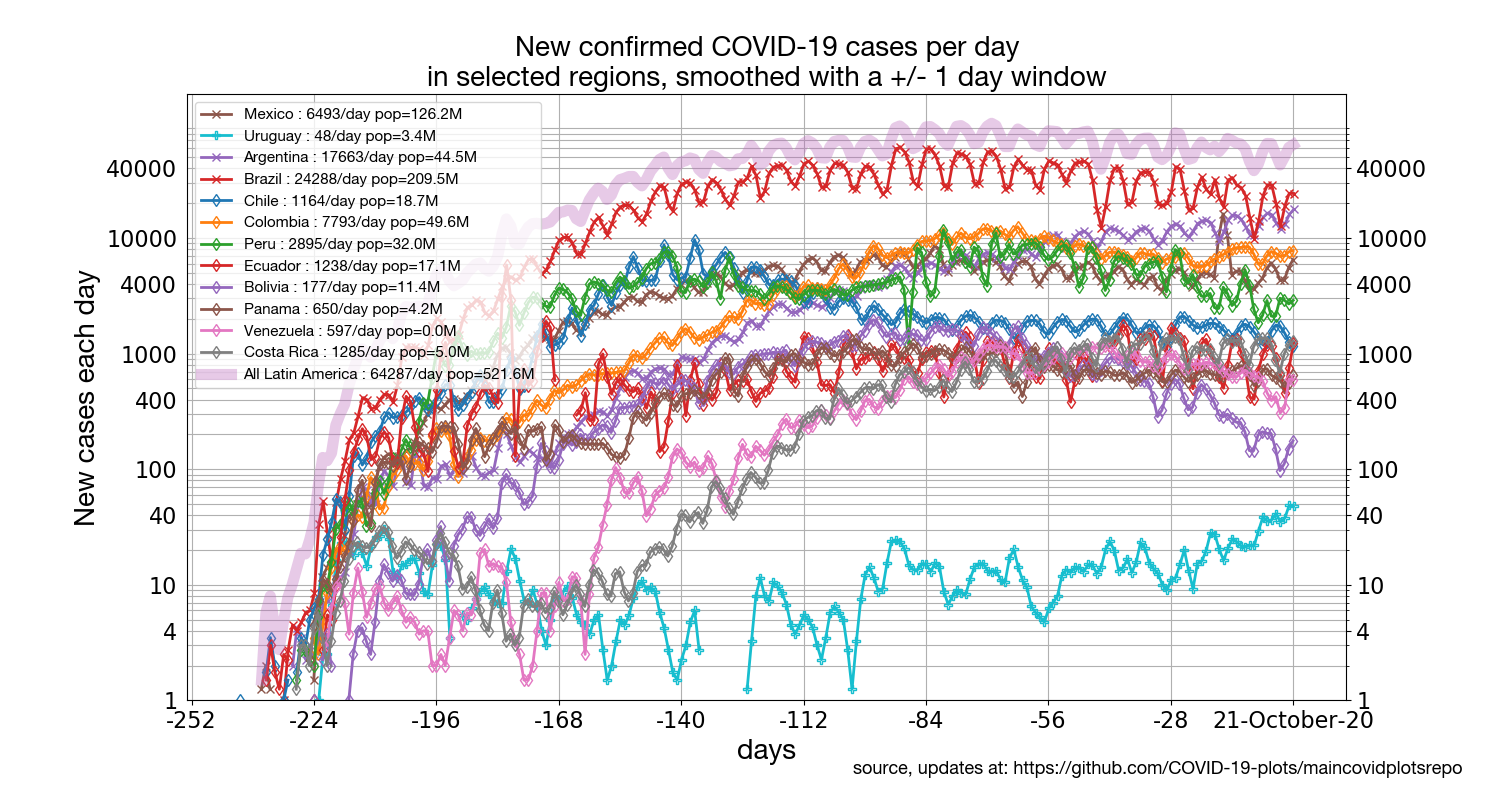 New confirmed COVID-19 cases per day
in selected regions, smoothed with a +/- 1 day window
Mexico : 6493/day pop=126.2M
Uruguay : 48/day pop=3.4M
Argentina : 17663/day pop=44.5M
Brazil : 24288/day pop=209.5M
Chile : 1164/day pop=18.7M
Colombia : 7793/day pop=49.6M
Peru : 2895/day pop=32.0M
Ecuador : 1238/day pop=17.1M
Bolivia : 177/day pop=11.4M
Panama : 650/day pop=4.2M
Venezuela : 597/day pop=0.0M
Costa Rica : 1285/day pop=5.0M
All Latin America : 64287/day pop=521.6M
New cases each day
40000
10000
4000
1000
400
100
40
10
4
1
40000
10000
4000
1000
400
100
40
10
4
1
-252 -224 -196 -168 -140 -112 -84 -56 -28 21-October-20
days
source, updates at: https://github.com/COVID-19-plots/maincovidplotsrepo